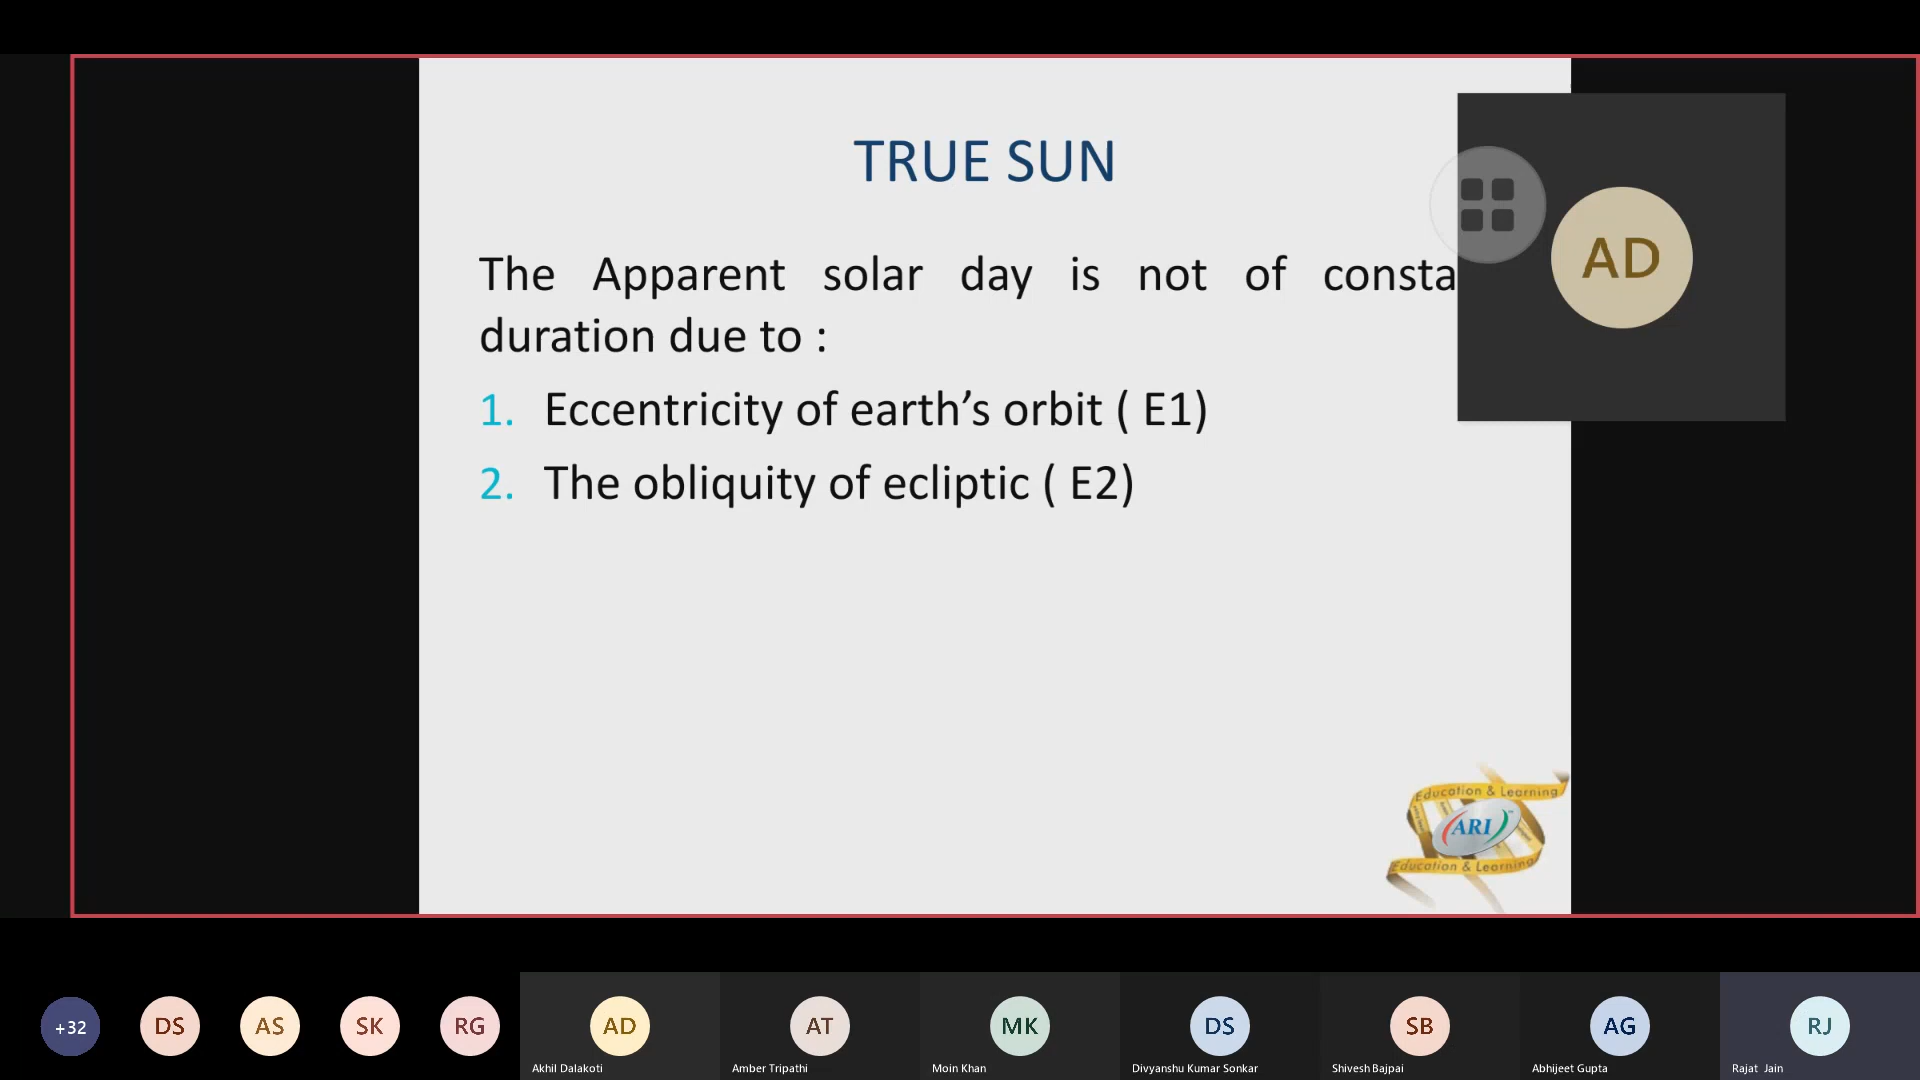 TRUE SUN
The Apparent solar day is not of consta
duration due to :
1. Eccentricity of earth’s orbit ( E1)
2. The obliquity of ecliptic ( E2)
AD
Education & Learning
ARI
Education & Learning
+32
DS
AS
SK
RG
AD
AT
MK
DS
SB
AG
RJ
Akhil Dalakoti
Amber Tripathi
Moin Khan
Divyanshu Kumar Sonkar
Shivesh Bajpai
Abhijeet Gupta
Rajat Jain